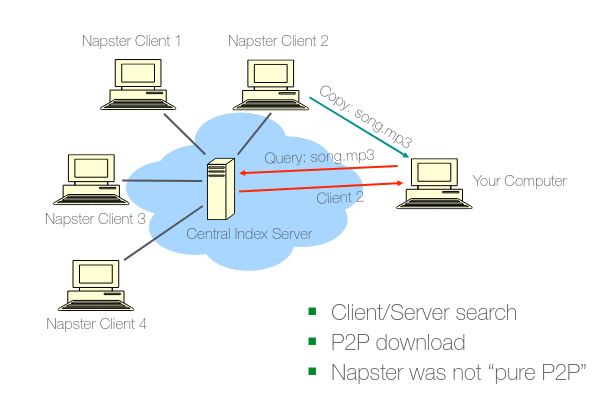 Napster Client 1
Napster Client 2
Copy: song.mp3
Query: song.mp3
Your Computer
Client 2
Napster Client 3
Central Index Server
Napster Client 4
Client/Server search
P2P download
Napster was not “pure P2P”